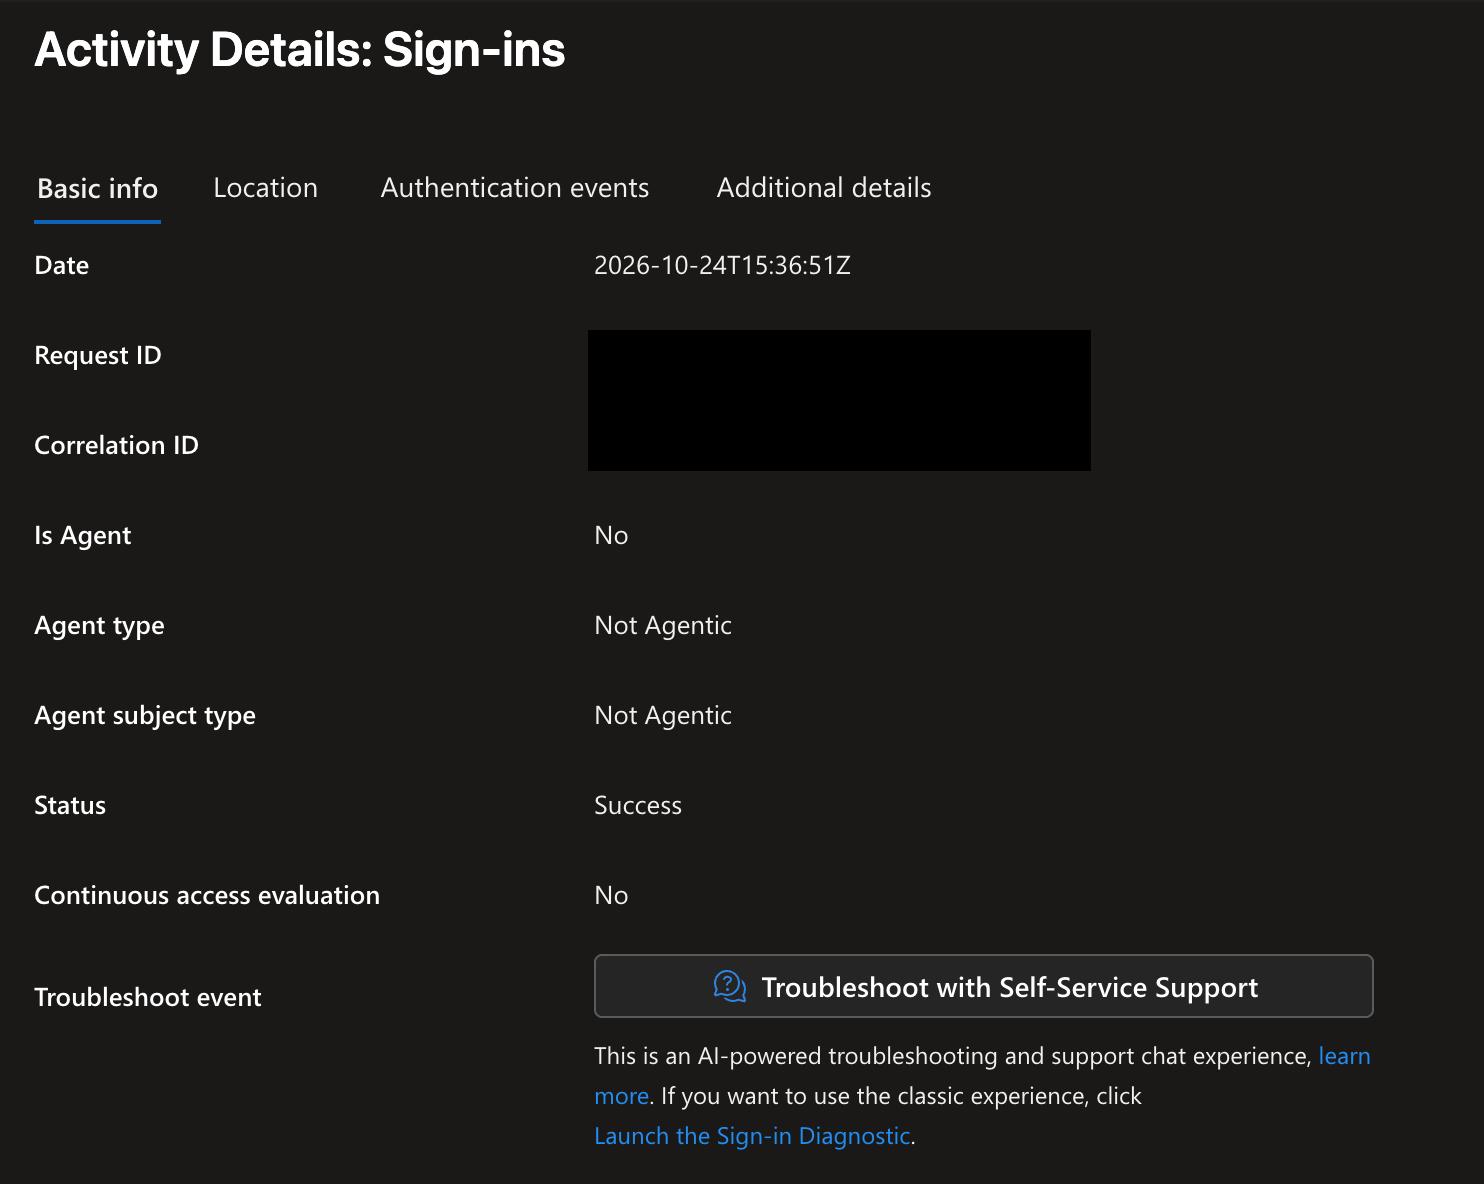 Activity Details: Sign-ins
Basic info Location Authentication events Additional details
Date 2026-10-24T15:36:51Z
Request ID
Correlation ID
Is Agent No
Agent type Not Agentic
Agent subject type Not Agentic
Status Success
Continuous access evaluation No
Troubleshoot event Troubleshoot with Self-Service Support
This is an AI-powered troubleshooting and support chat experience, learn
more. If you want to use the classic experience, click
Launch the Sign-in Diagnostic.